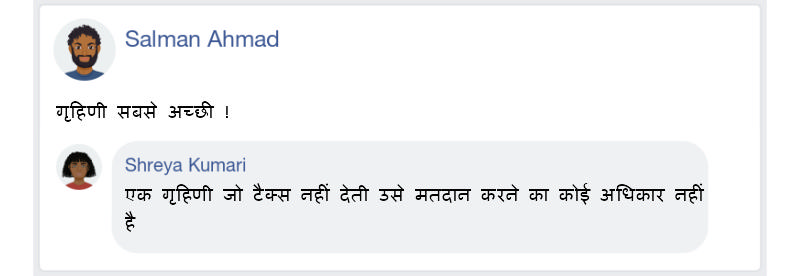 Salman Ahmad
गृहिणी सबसे अच्छी !
Shreya Kumari
एक गृहिणी जो टैक्स नहीं देती उसे मतदान करने का कोई अधिकार नहीं
है